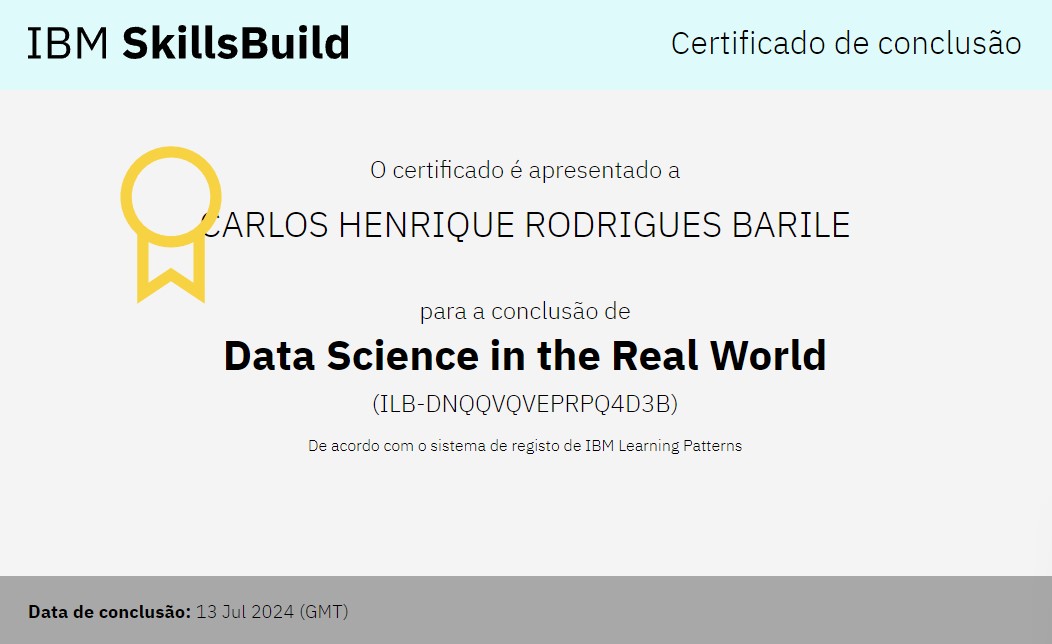 IBM SkillsBuild
Certificado de conclusão
O certificado é apresentado a
CARLOS HENRIQUE RODRIGUES BARILE
para a conclusão de
Data Science in the Real World
(ILB-DNQQVQVEPRPQ4D3B)
De acordo com o sistema de registo de IBM Learning Patterns
Data de conclusão: 13 Jul 2024 (GMT)